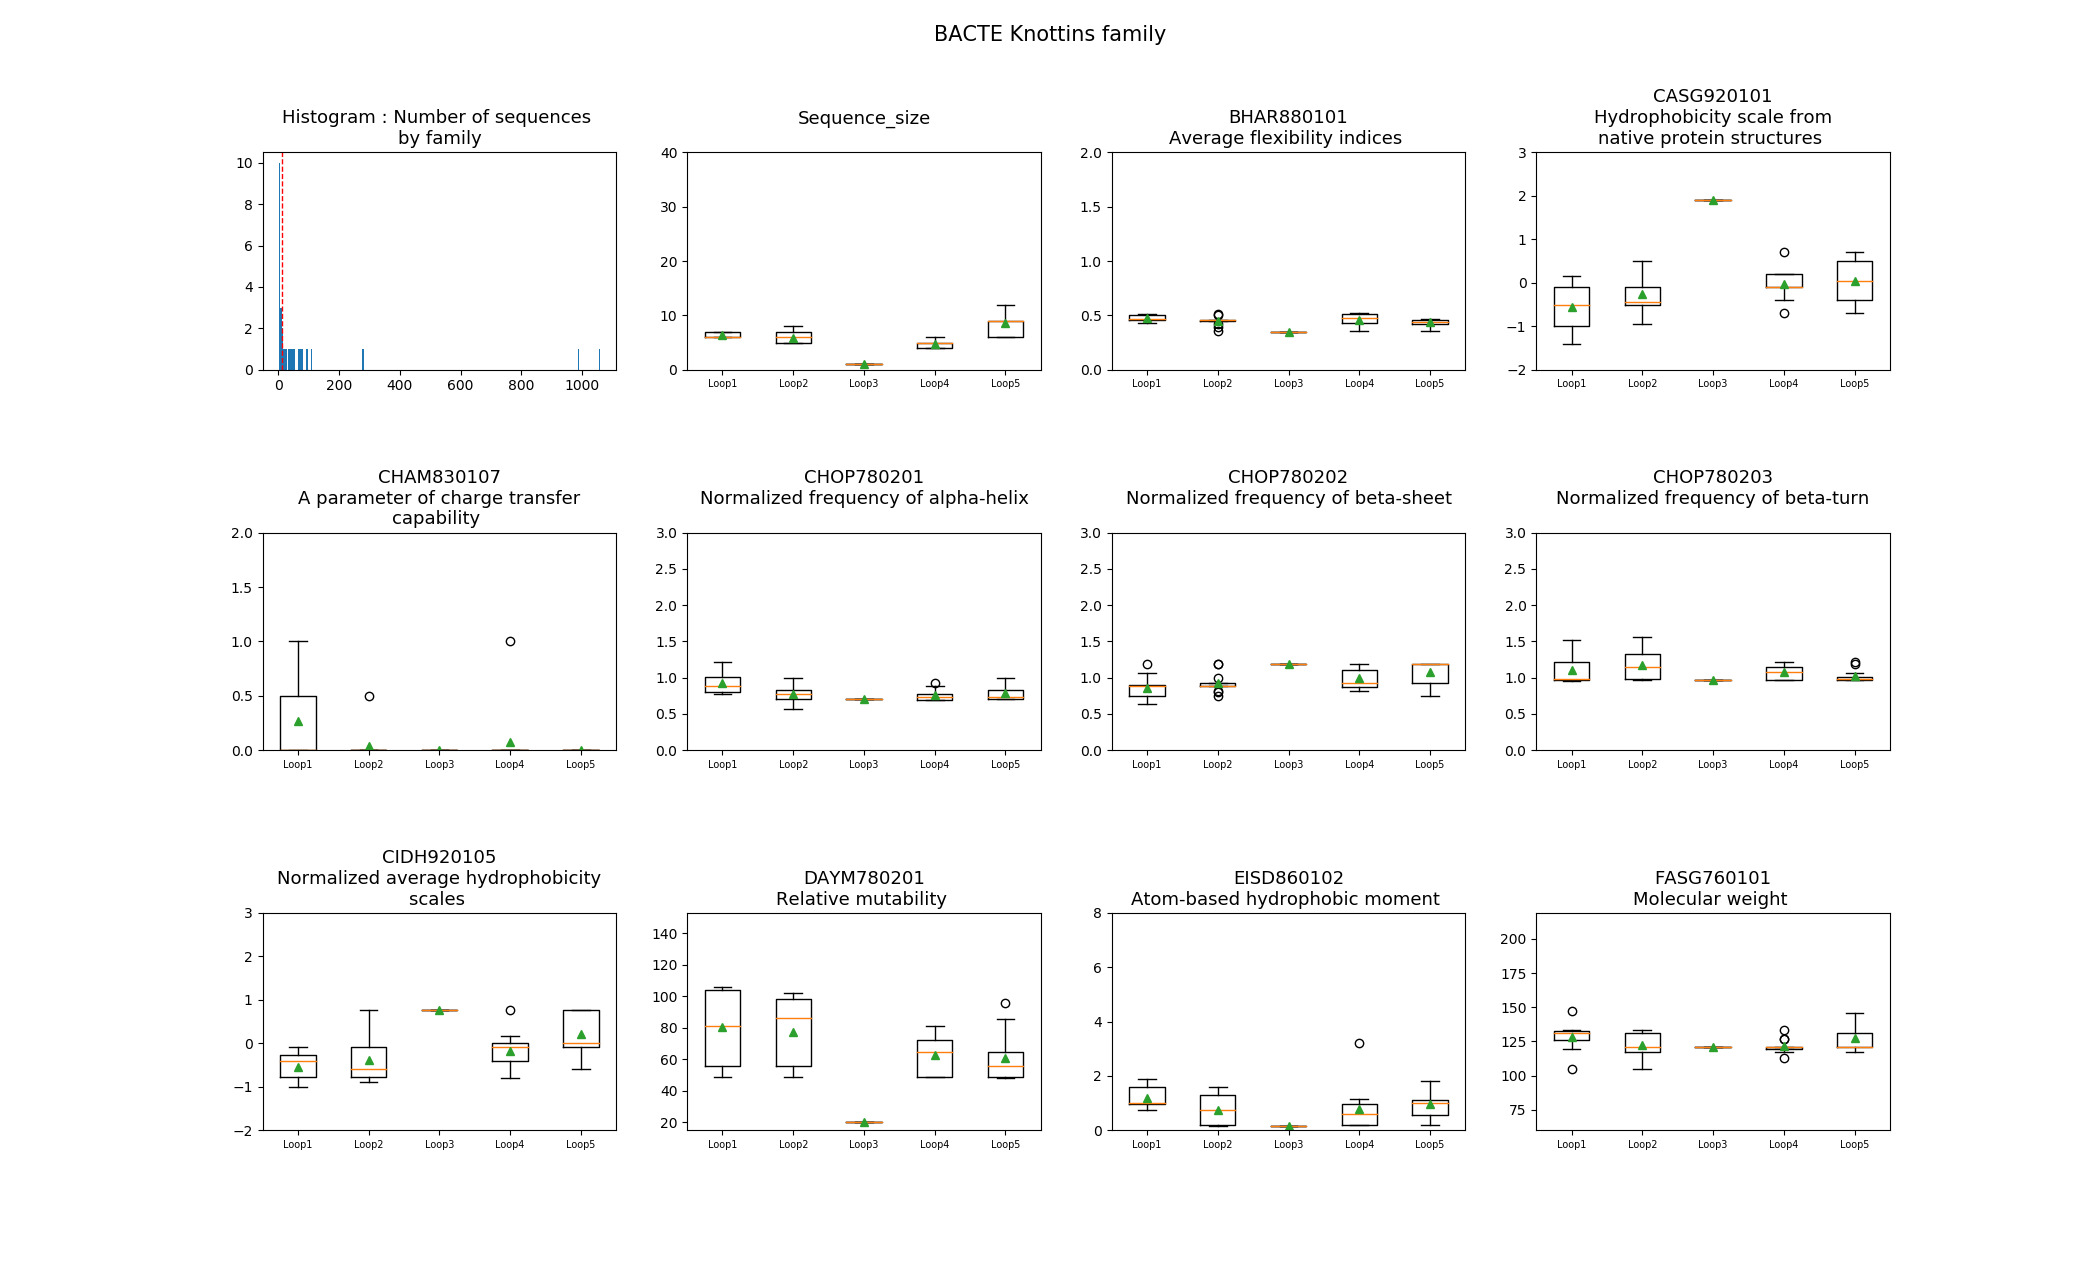 BACTE Knottins family
Histogram : Number of sequences
by family
10
8
6
4
2
0
0 200 400 600 800 1000
Sequence_size
40
30
20
10
0
Loop1 Loop2 Loop3 Loop4 Loop5
BHAR880101
Average flexibility indices
2.0
1.5
1.0
0.5
0.0
Loop1 Loop2 Loop3 Loop4 Loop5
CASG920101
Hydrophobicity scale from
native protein structures
3
2
1
0
−1
−2
Loop1 Loop2 Loop3 Loop4 Loop5
CHAM830107
A parameter of charge transfer
capability
2.0
1.5
1.0
0.5
0.0
Loop1 Loop2 Loop3 Loop4 Loop5
CHOP780201
Normalized frequency of alpha-helix
3.0
2.5
2.0
1.5
1.0
0.5
0.0
Loop1 Loop2 Loop3 Loop4 Loop5
CHOP780202
Normalized frequency of beta-sheet
3.0
2.5
2.0
1.5
1.0
0.5
0.0
Loop1 Loop2 Loop3 Loop4 Loop5
CHOP780203
Normalized frequency of beta-turn
3.0
2.5
2.0
1.5
1.0
0.5
0.0
Loop1 Loop2 Loop3 Loop4 Loop5
CIDH920105
Normalized average hydrophobicity
scales
3
2
1
0
−1
−2
Loop1 Loop2 Loop3 Loop4 Loop5
DAYM780201
Relative mutability
140
120
100
80
60
40
20
Loop1 Loop2 Loop3 Loop4 Loop5
EISD860102
Atom-based hydrophobic moment
8
6
4
2
0
Loop1 Loop2 Loop3 Loop4 Loop5
FASG760101
Molecular weight
200
175
150
125
100
75
Loop1 Loop2 Loop3 Loop4 Loop5